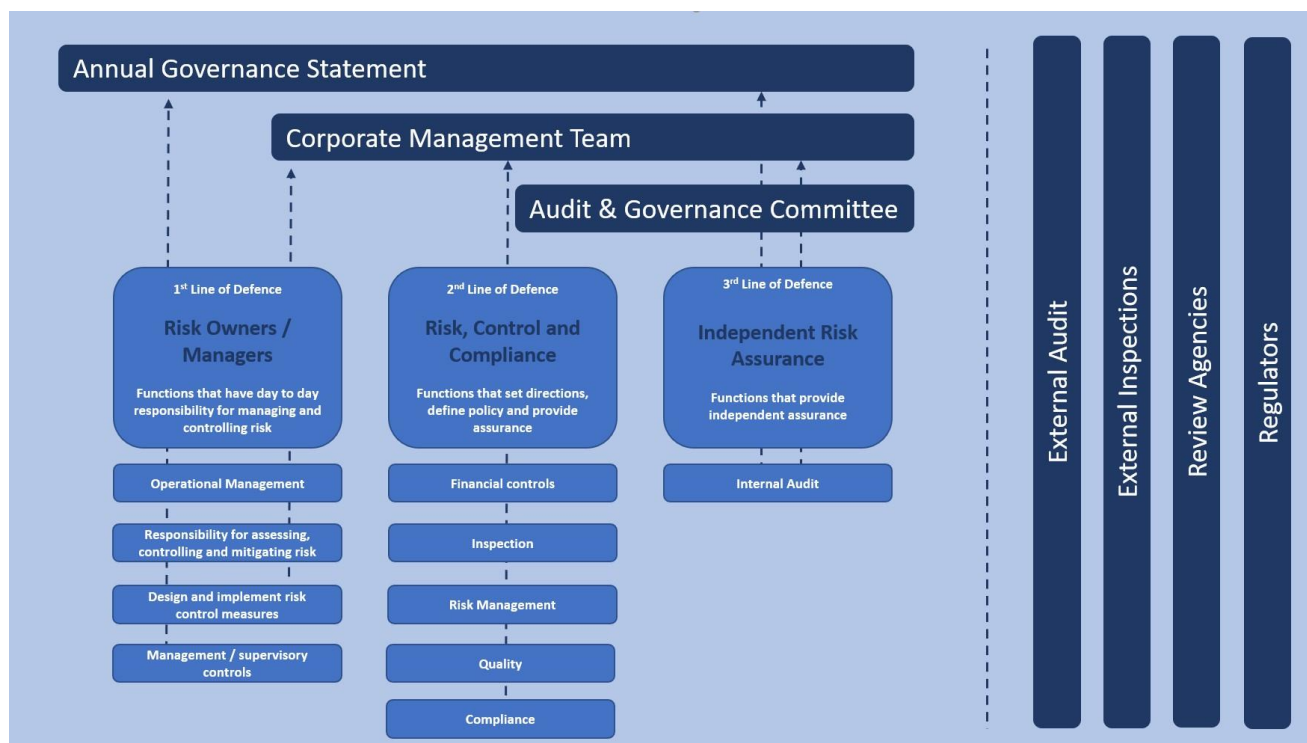 Annual Governance Statement
Corporate Management Team
Audit & Governance Committee
1st Line of Defence
Risk Owners /
Managers
Functions that have day to day
responsibility for managing and
controlling risk
Operational Management
Responsibility for assessing,
controlling and mitigating risk
Design and implement risk
control measures
Management / supervisory
controls
2nd Line of Defence
Risk, Control and
Compliance
Functions that set directions,
define policy and provide
assurance
Financial controls
Inspection
Risk Management
Quality
Compliance
3rd Line of Defence
Independent Risk
Assurance
Functions that provide
independent assurance
Internal Audit
External Audit
External Inspections
Review Agencies
Regulators